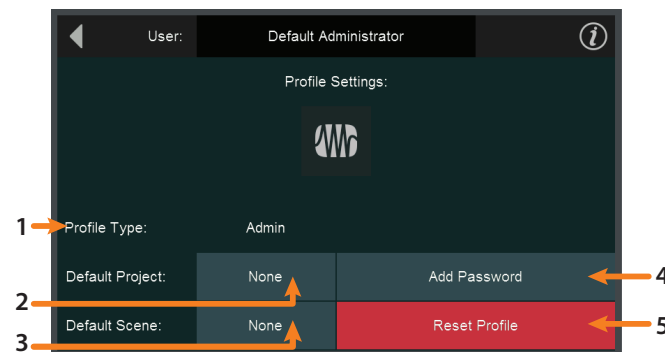 User: Default Administrator i
Profile Settings:
1 Profile Type: Admin
Default Project: None Add Password 4
2
Default Scene: None Reset Profile 5
3